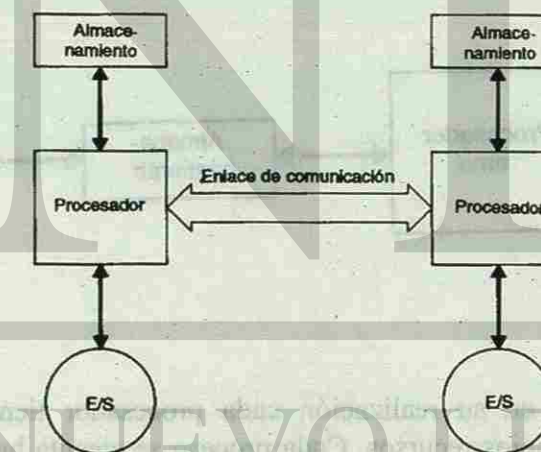 Almace-
namiento
Almace-
namiento
Enlace de comunicación
Procesador
Procesador
E/S
E/S